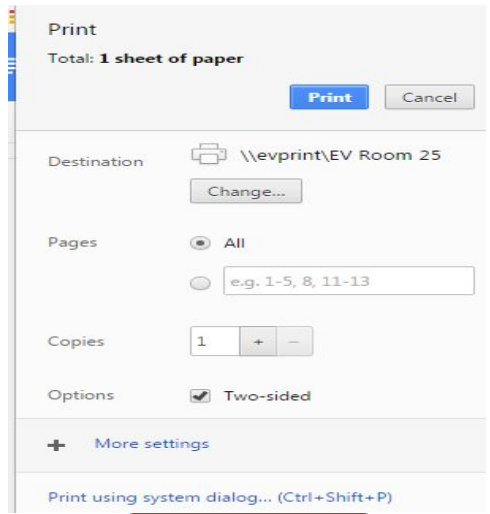 Print
Total: 1 sheet of paper
Print Cancel
Destination \\evprint\EV Room 25
Change...
Pages All
e.g. 1-5, 8, 11-13
Copies 1 + -
Options Two-sided
+ More settings
Print using system dialog... (Ctrl+Shift+P)